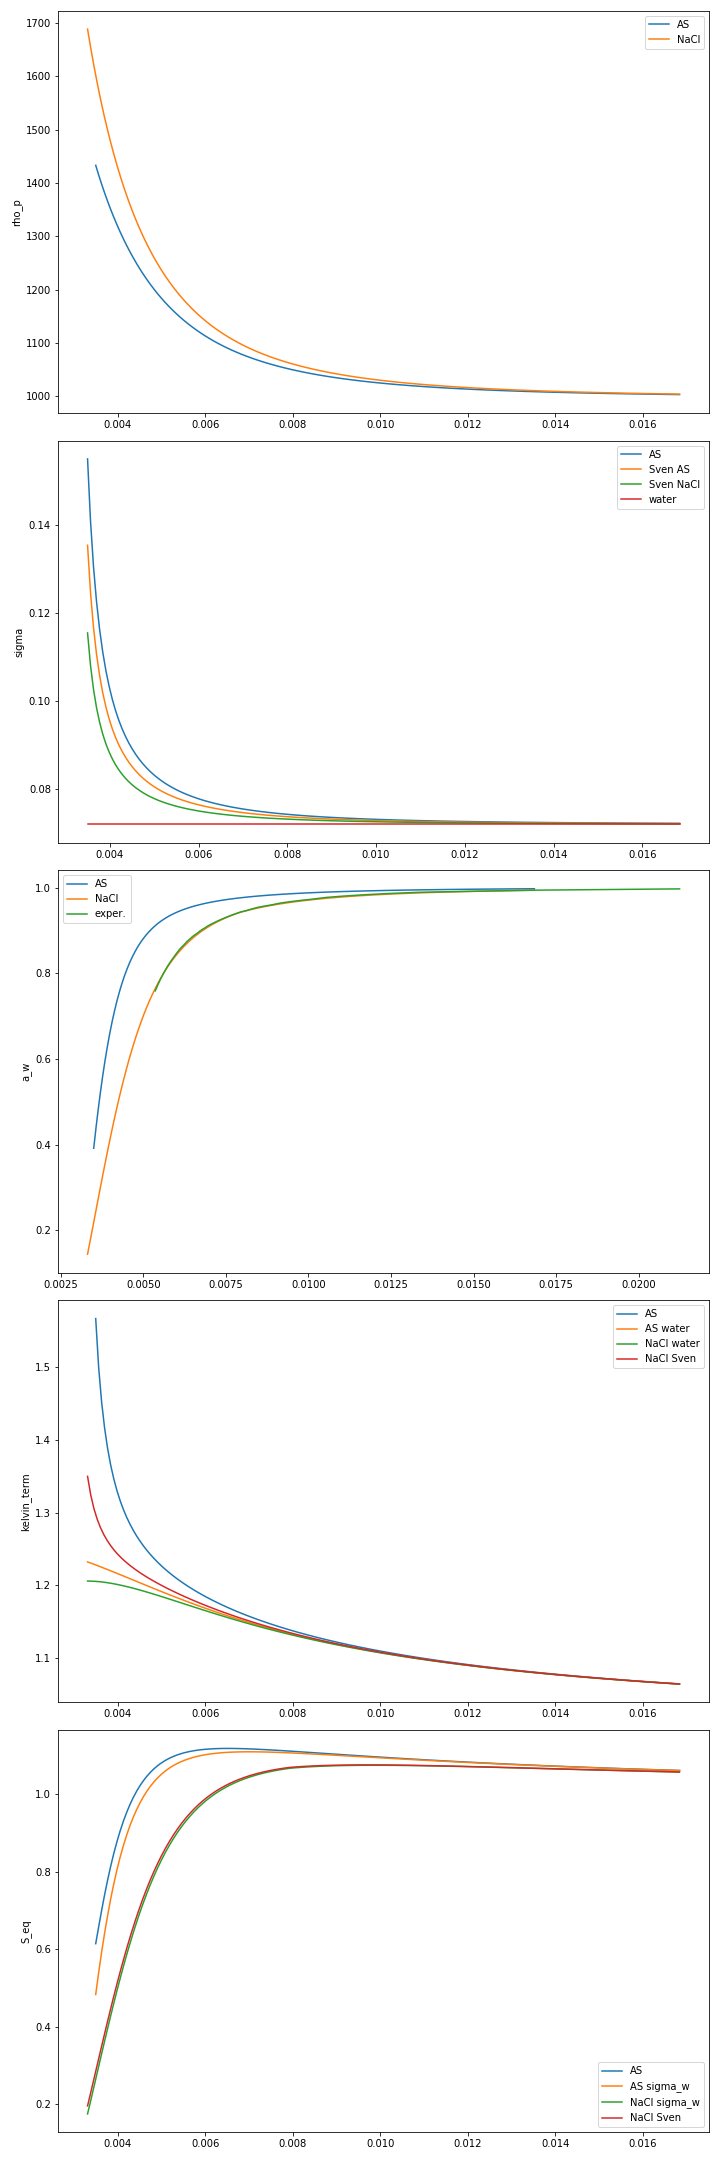 1700
1600
1500
1400
1300
1200
1100
1000
rho_p
AS
NaCl
0.004 0.006 0.008 0.010 0.012 0.014 0.016
0.14
0.12
0.10
0.08
sigma
AS
Sven AS
Sven NaCl
water
0.004 0.006 0.008 0.010 0.012 0.014 0.016
AS
NaCl
exper.
1.0
0.8
0.6
0.4
0.2
a_w
0.0025 0.0050 0.0075 0.0100 0.0125 0.0150 0.0175 0.0200
1.5
1.4
1.3
1.2
1.1
kelvin_term
AS
AS water
NaCl water
NaCl Sven
0.004 0.006 0.008 0.010 0.012 0.014 0.016
1.0
0.8
0.6
0.4
0.2
S_eq
AS
AS sigma_w
NaCl sigma_w
NaCl Sven
0.004 0.006 0.008 0.010 0.012 0.014 0.016